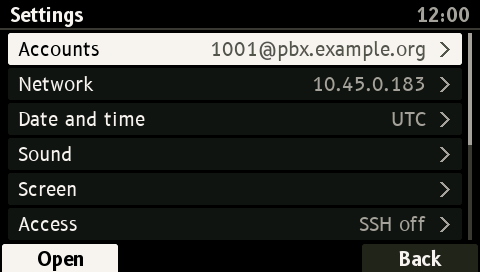 Settings 12:00
Accounts 1001@pbx.example.org
Network 10.45.0.183
Date and time UTC
Sound
Screen
Access SSH off
Open Back